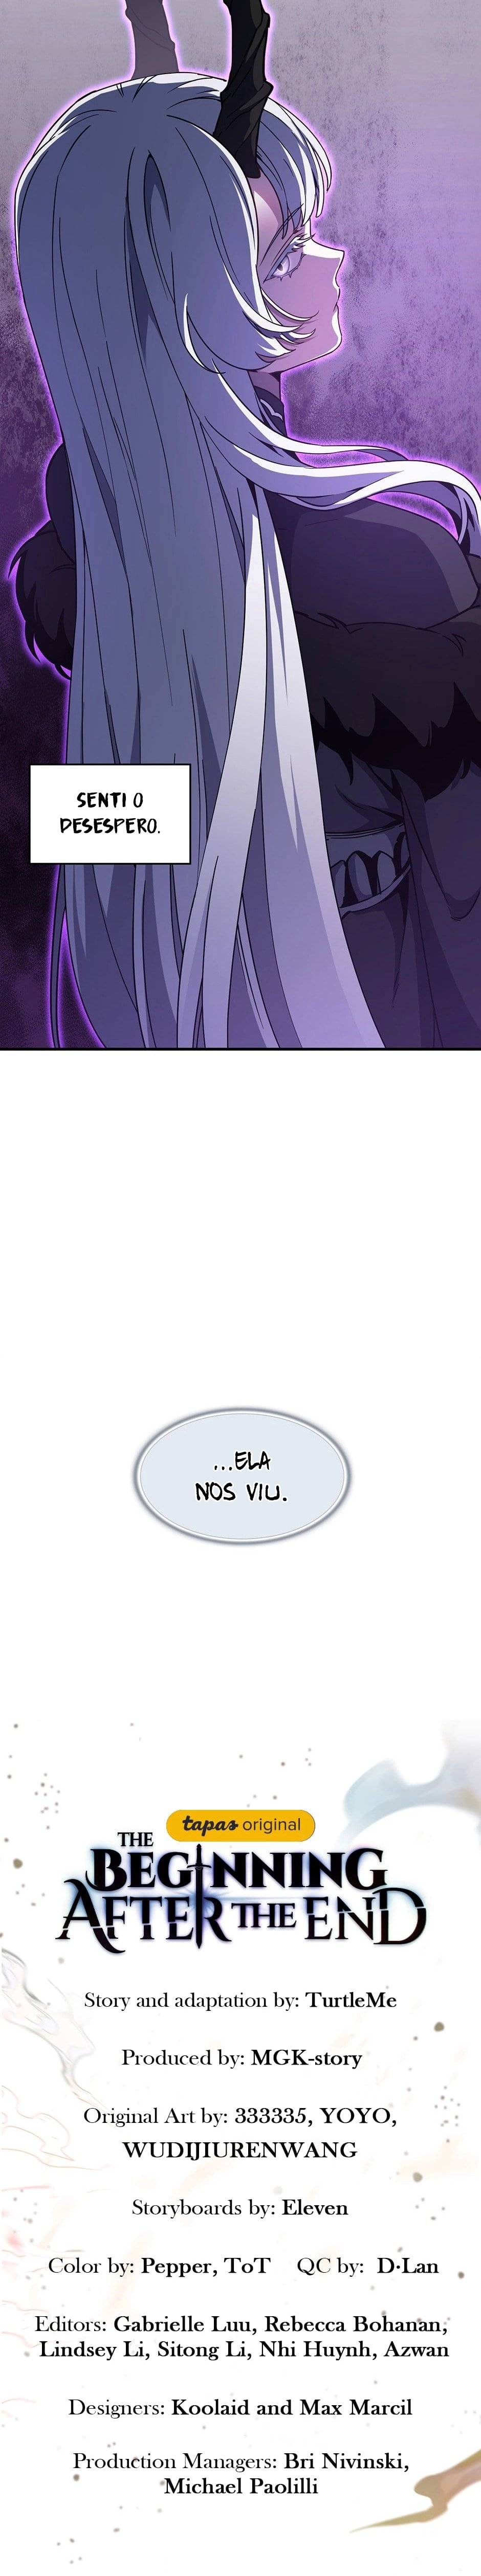 SENTI O
DESESPERO.
...ELA
NOS VIU.
tapas original
THE
BEGINNING
AFTER THE END
Story and adaptation by: TurtleMe
Produced by: MGK-story
Original Art by: 333335, YOYO,
WUDIJIURENWANG
Storyboards by: Eleven
Color by: Pepper, ToT QC by: D·Lan
Editors: Gabrielle Luu, Rebecca Bohanan,
Lindsey Li, Sitong Li, Nhi Huynh, Azwan
Designers: Koolaid and Max Marcil
Production Managers: Bri Nivinski,
Michael Paolilli